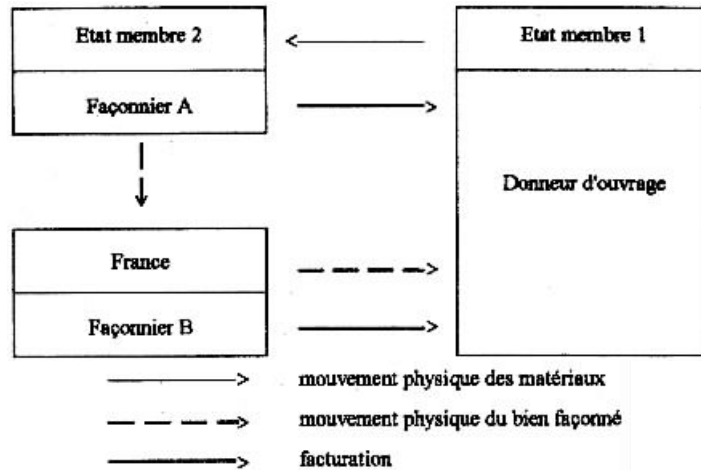 Etat membre 2
Etat membre 1
Façonnier A
Donneur d'ouvrage
France
Façonnier B
mouvement physique des matériaux
mouvement physique du bien façonné
facturation